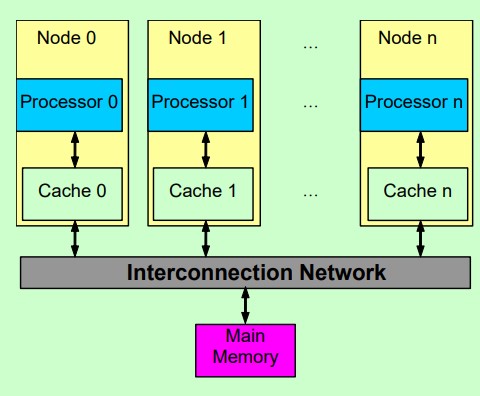 Node 0
Node 1
...
Node n
Processor 0
Processor 1
...
Processor n
Cache 0
Cache 1
...
Cache n
Interconnection Network
Main
Memory